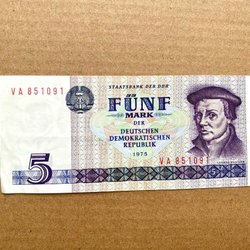 STAATSBANK DER DDR
VA 851091
FÜNF
MARK
DER
DEUTSCHEN
DEMOKRATISCHEN
REPUBLIK
1975
VA 851091
5